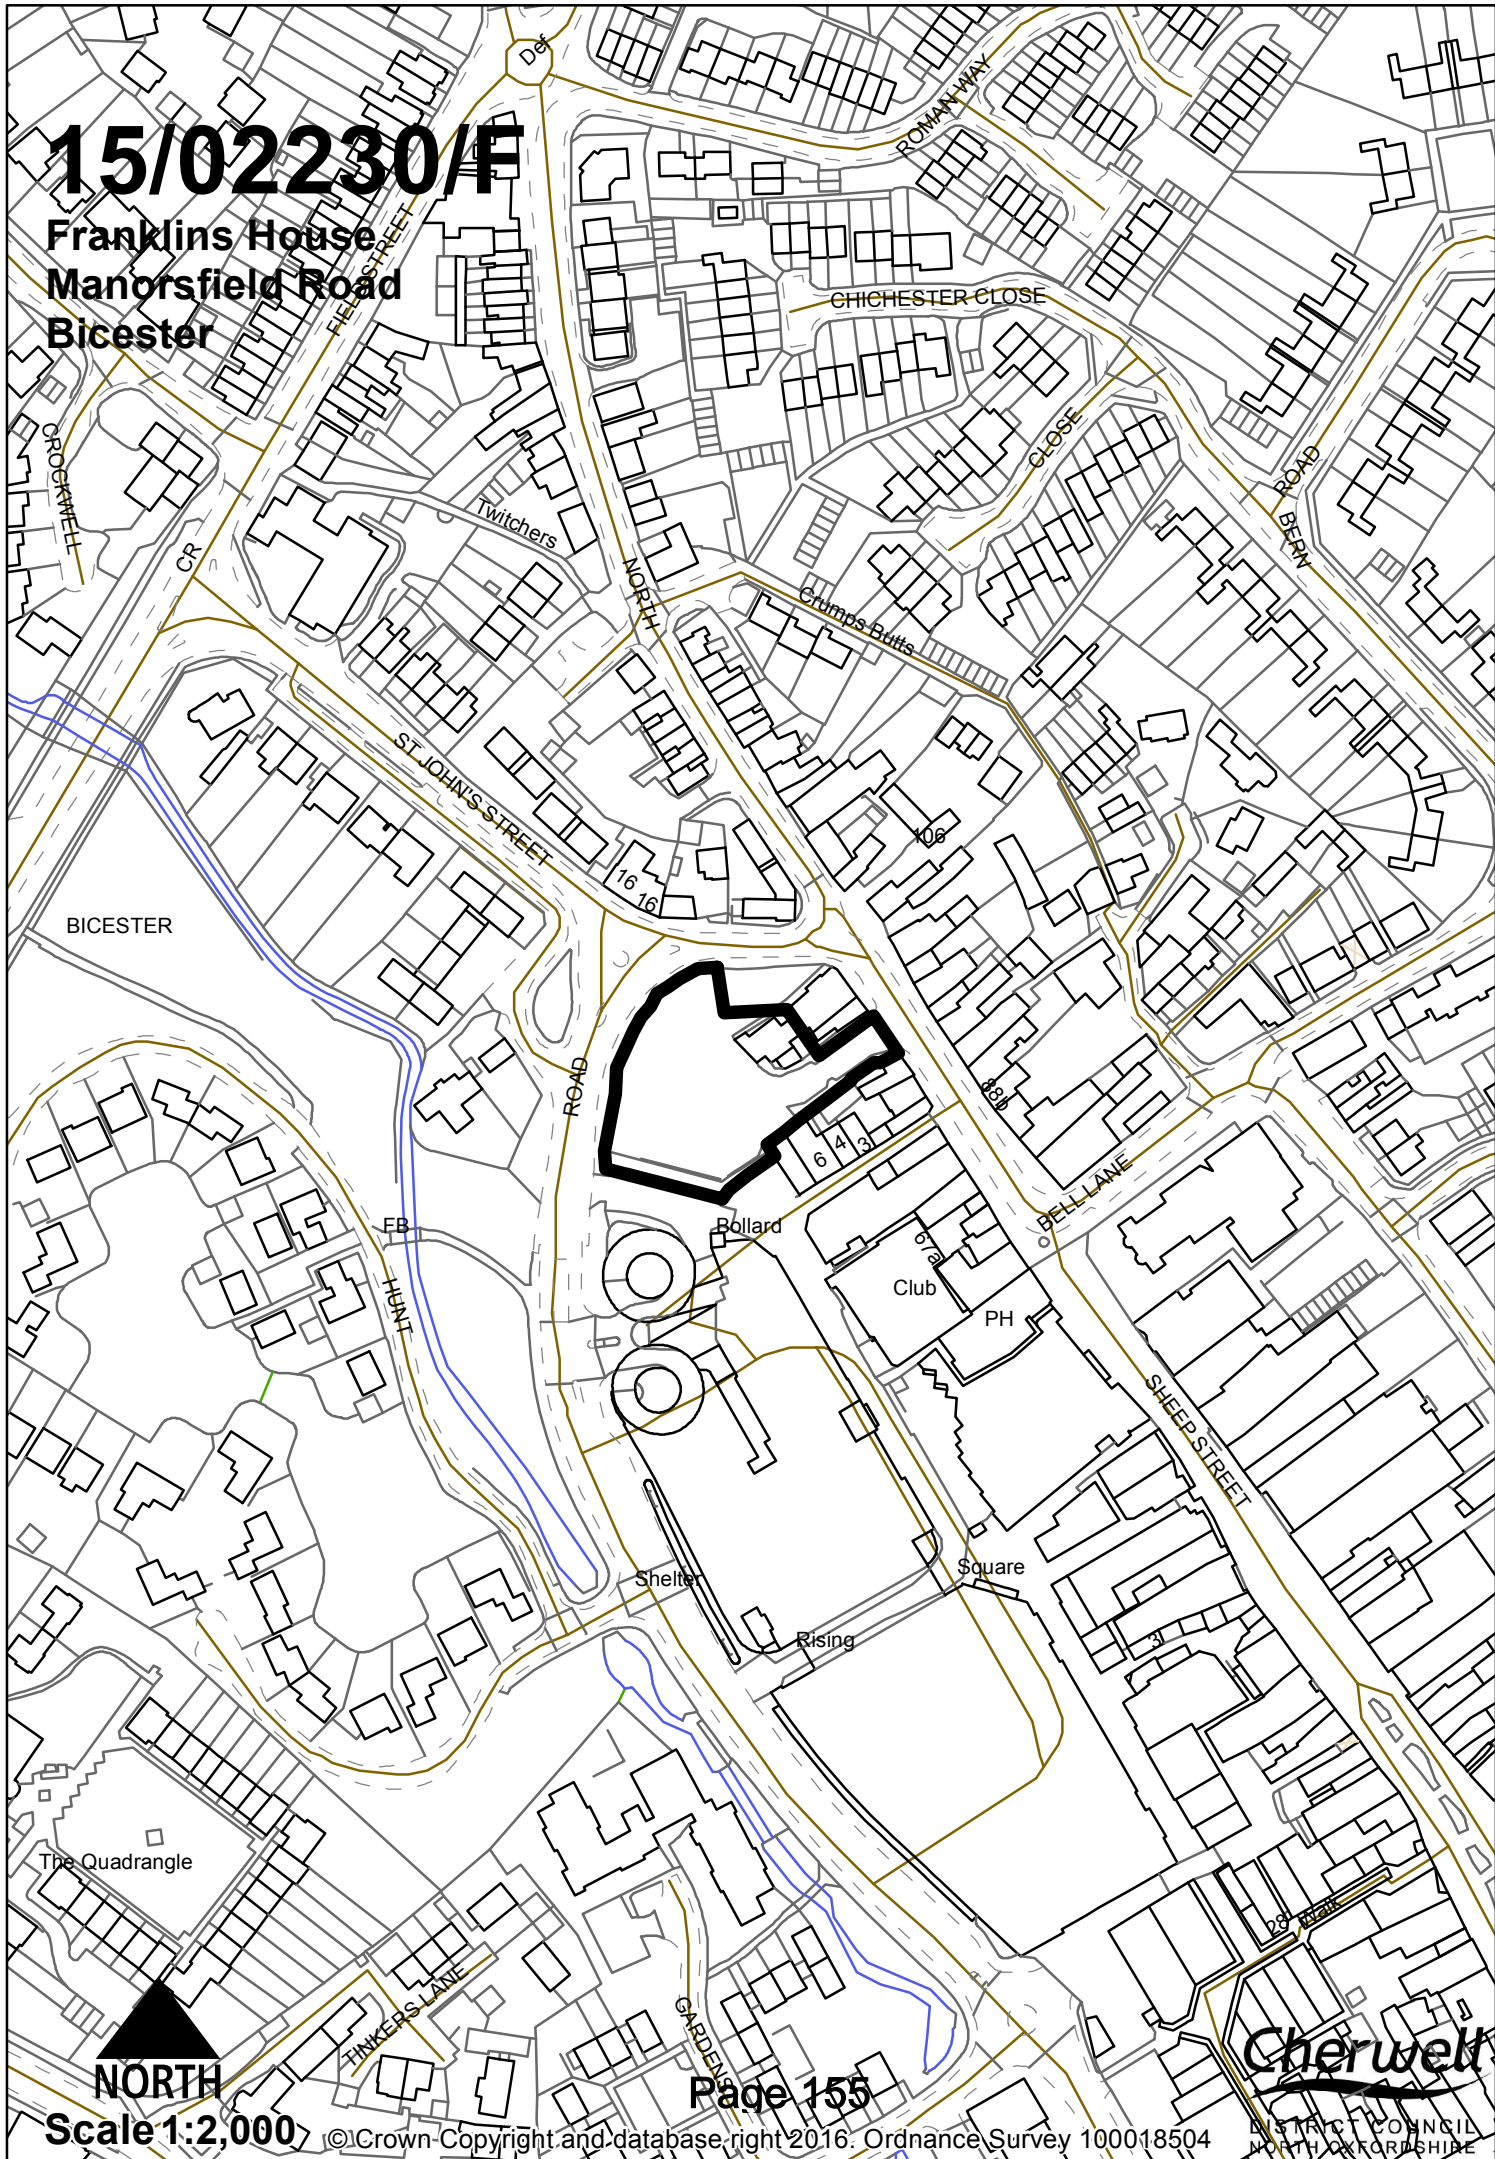 15/02230/F
Franklins House
Manorsfield Road
Bicester
Def
ROMAN WAY
FIELD STREET
CHICHESTER CLOSE
CROCKWELL
CLOSE
ROAD
BERN
Twitchers
CR
NORTH
Crumps Butts
ST JOHN'S STREET
106
16
16
BICESTER
ROAD
88b
6
4
3
BELL LANE
FB
Bollard
67a
Club
HUNT
PH
SHEEP STREET
Shelter
Square
Rising
31
The Quadrangle
28
Walk
TINKERS LANE
GARDENS
NORTH
Scale 1:2,000
Page 155
© Crown Copyright and database right 2016. Ordnance Survey 100018504
Cherwell
DISTRICT COUNCIL
NORTH OXFORDSHIRE